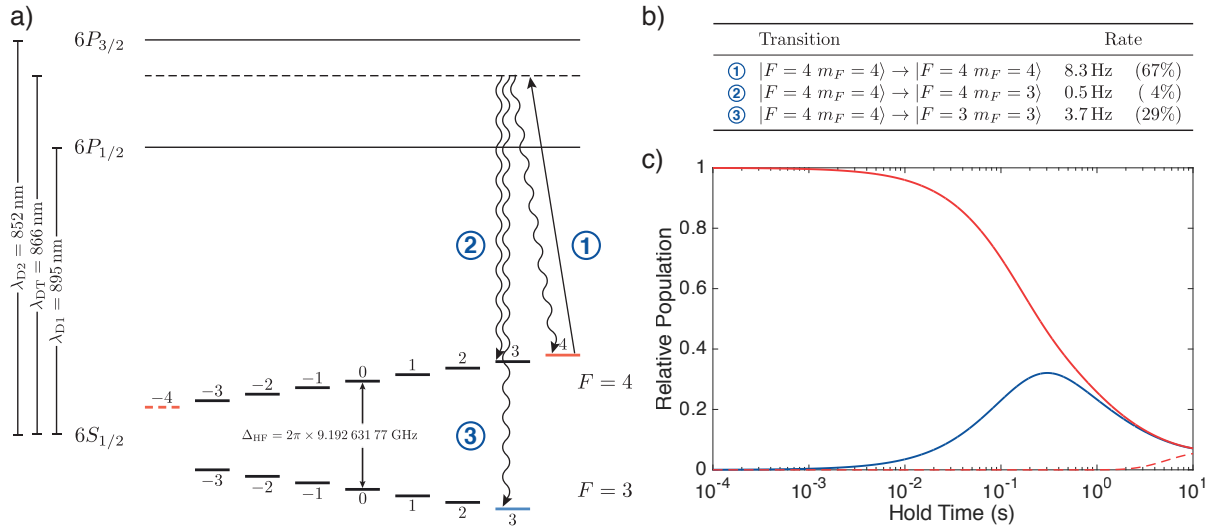 a)
6P3/2
6P1/2
λD2 = 852 nm
λDT = 866 nm
λD1 = 895 nm
② ①
−4 −3 −2 −1 0 1 2 3 4
F = 4
6S1/2
ΔHF = 2π × 9.192 631 77 GHz
③
−3 −2 −1 0 1 2 3
F = 3
b)
Transition Rate
① |F = 4 mF = 4⟩ → |F = 4 mF = 4⟩ 8.3 Hz (67%)
② |F = 4 mF = 4⟩ → |F = 4 mF = 3⟩ 0.5 Hz ( 4%)
③ |F = 4 mF = 4⟩ → |F = 3 mF = 3⟩ 3.7 Hz (29%)
c)
Relative Population
1
0.8
0.6
0.4
0.2
0
10⁻⁴ 10⁻³ 10⁻² 10⁻¹ 10⁰ 10¹
Hold Time (s)